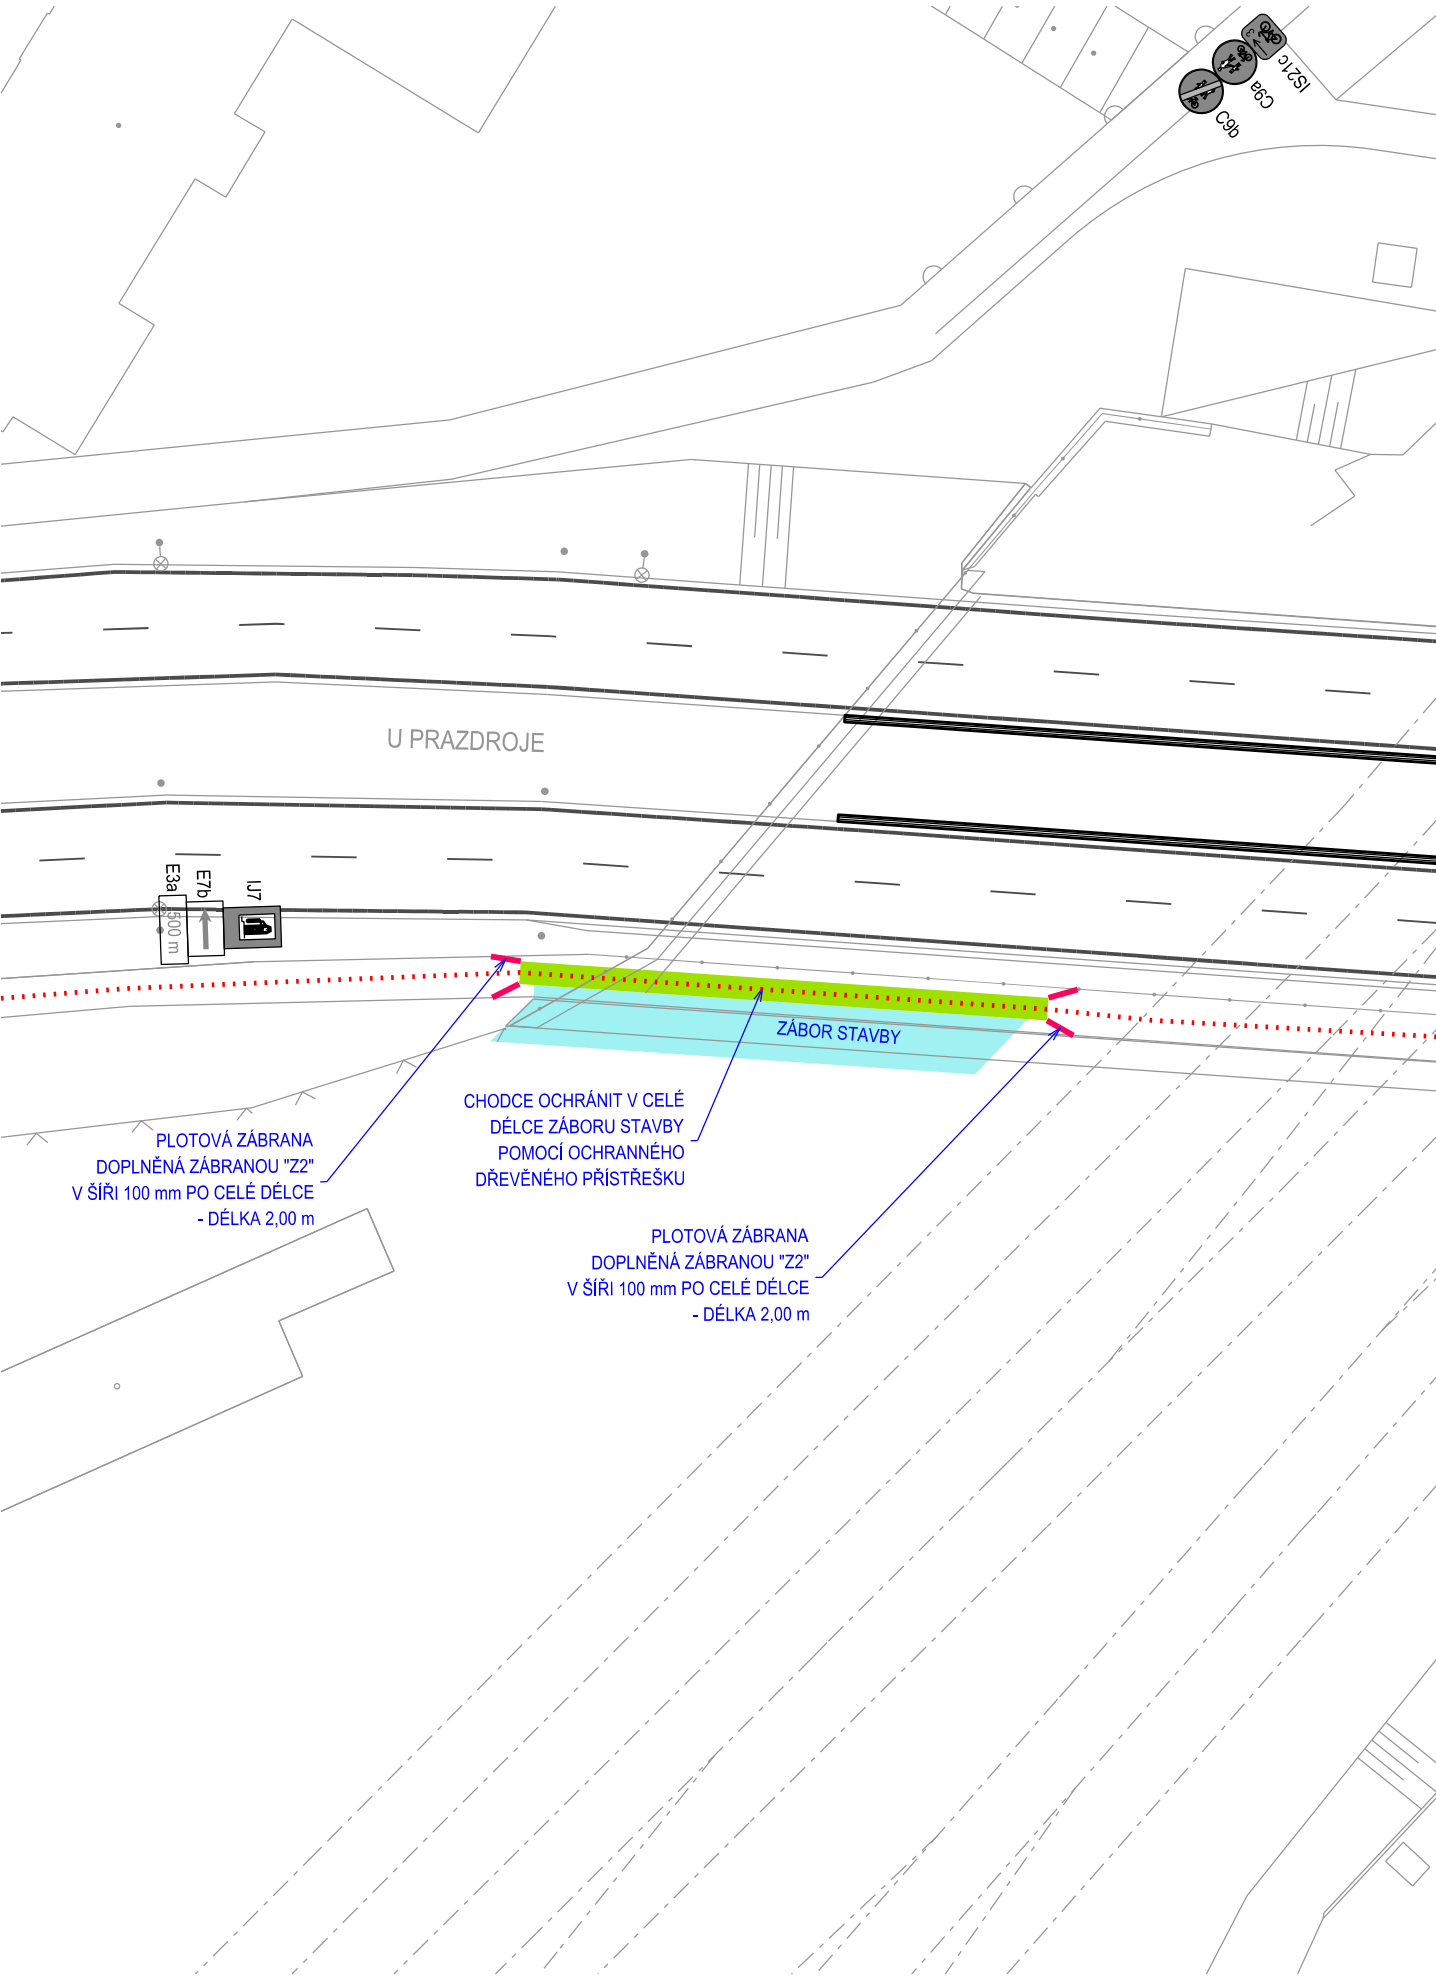 IS21c
C9a
C9b
U PRAZDROJE
E3a
E7b
IJ7
500 m
ZÁBOR STAVBY
CHODCE OCHRÁNIT V CELÉ
DÉLCE ZÁBORU STAVBY
POMOCÍ OCHRANNÉHO
DŘEVĚNÉHO PŘÍSTŘEŠKU
PLOTOVÁ ZÁBRANA
DOPLNĚNÁ ZÁBRANOU "Z2"
V ŠÍŘI 100 mm PO CELÉ DÉLCE
- DÉLKA 2,00 m
PLOTOVÁ ZÁBRANA
DOPLNĚNÁ ZÁBRANOU "Z2"
V ŠÍŘI 100 mm PO CELÉ DÉLCE
- DÉLKA 2,00 m